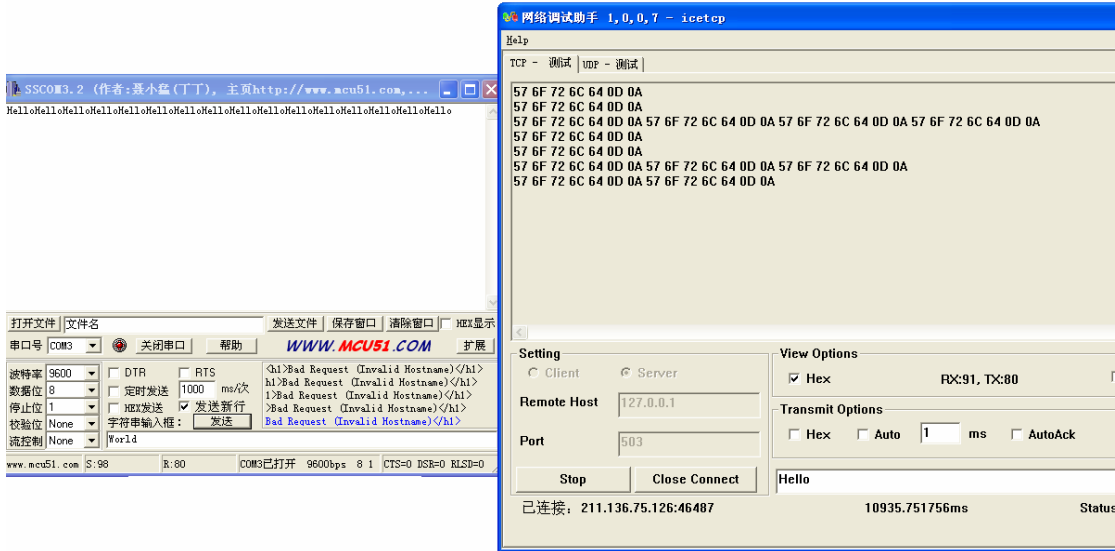 SSCOM3.2 (作者:聂小猛(丁丁), 主页http://www.mcu51.com,...
HelloHelloHelloHelloHelloHelloHelloHelloHelloHelloHelloHelloHelloHelloHelloHello
打开文件 文件名 发送文件 保存窗口 清除窗口 HEX显示
串口号 COM3 关闭串口 帮助 WWW.MCU51.COM 扩展
波特率 9600 DTR RTS
数据位 8 定时发送 1000 ms/次
停止位 1 HEX发送 发送新行
校验位 None 字符串输入框: 发送
流控制 None World
<h1>Bad Request (Invalid Hostname)</h1>
h1>Bad Request (Invalid Hostname)</h1>
1>Bad Request (Invalid Hostname)</h1>
>Bad Request (Invalid Hostname)</h1>
Bad Request (Invalid Hostname)</h1>
www.mcu51.com S:98 R:80 COM3已打开 9600bps 8 1 CTS=0 DSR=0 RLSD=0
网络调试助手 1,0,0,7 - icetcp
Help
TCP - 测试 UDP - 测试
57 6F 72 6C 64 0D 0A
57 6F 72 6C 64 0D 0A
57 6F 72 6C 64 0D 0A 57 6F 72 6C 64 0D 0A 57 6F 72 6C 64 0D 0A 57 6F 72 6C 64 0D 0A
57 6F 72 6C 64 0D 0A
57 6F 72 6C 64 0D 0A
57 6F 72 6C 64 0D 0A 57 6F 72 6C 64 0D 0A 57 6F 72 6C 64 0D 0A
57 6F 72 6C 64 0D 0A 57 6F 72 6C 64 0D 0A
Setting
Client Server
Remote Host 127.0.0.1
Port 503
Stop Close Connect
View Options
Hex RX:91, TX:80
Transmit Options
Hex Auto 1 ms AutoAck
Hello
已连接: 211.136.75.126:46487 10935.751756ms Status